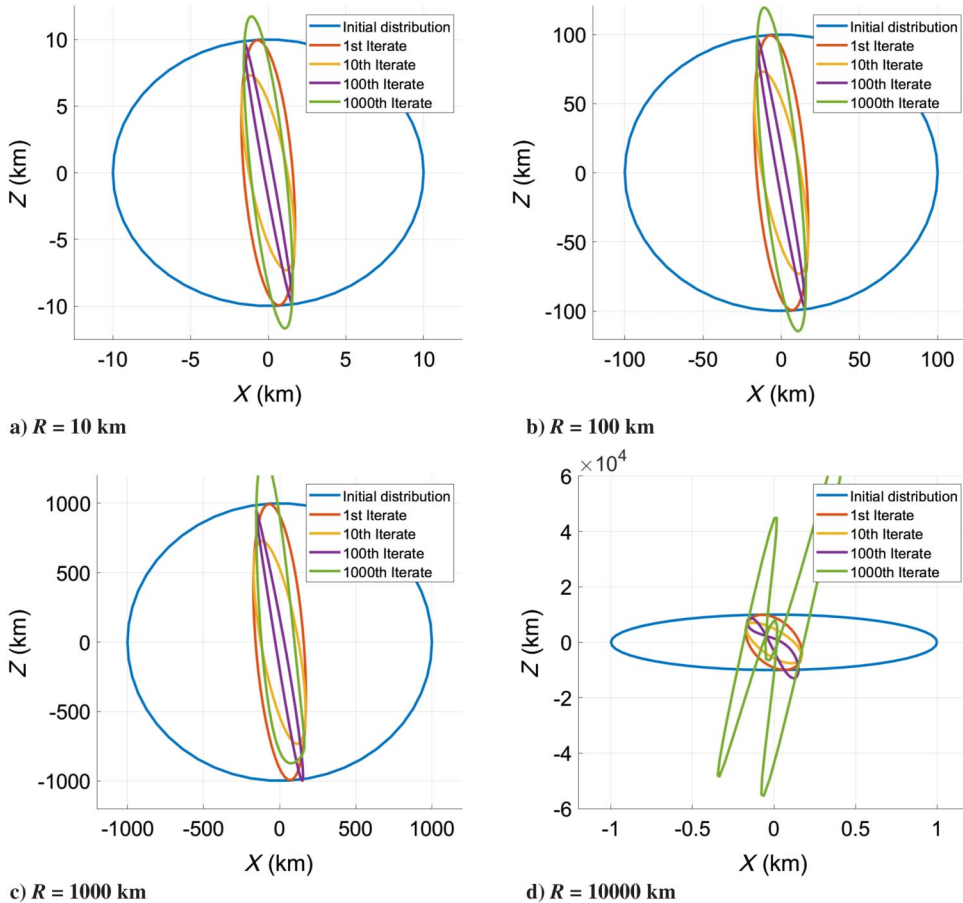 10
5
0
-5
-10
Z (km)
-10 -5 0 5 10
X (km)
Initial distribution
1st Iterate
10th Iterate
100th Iterate
1000th Iterate
a) R = 10 km
100
50
0
-50
-100
Z (km)
-100 -50 0 50 100
X (km)
Initial distribution
1st Iterate
10th Iterate
100th Iterate
1000th Iterate
b) R = 100 km
1000
500
0
-500
-1000
Z (km)
-1000 -500 0 500 1000
X (km)
Initial distribution
1st Iterate
10th Iterate
100th Iterate
1000th Iterate
c) R = 1000 km
×10⁴
6
4
2
0
-2
-4
-6
Z (km)
-1 -0.5 0 0.5 1
X (km)
Initial distribution
1st Iterate
10th Iterate
100th Iterate
1000th Iterate
d) R = 10000 km